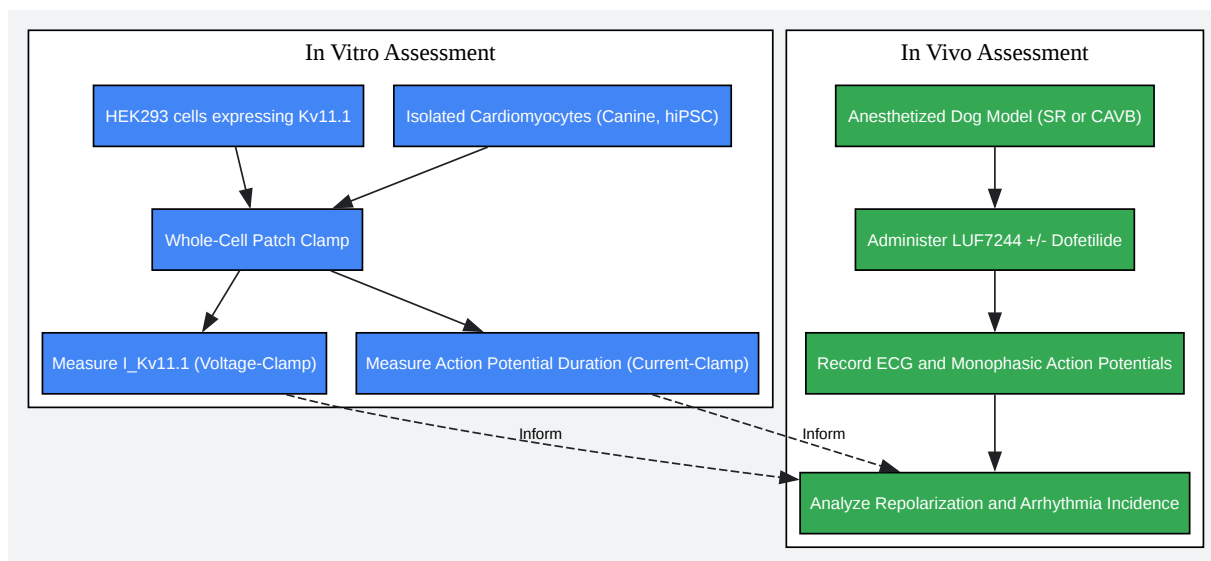 In Vitro Assessment
HEK293 cells expressing Kv11.1
Isolated Cardiomyocytes (Canine, hiPSC)
Whole-Cell Patch Clamp
Measure I_Kv11.1 (Voltage-Clamp)
Measure Action Potential Duration (Current-Clamp)
Inform
Inform
In Vivo Assessment
Anesthetized Dog Model (SR or CAVB)
Administer LUF7244 +/- Dofetilide
Record ECG and Monophasic Action Potentials
Analyze Repolarization and Arrhythmia Incidence